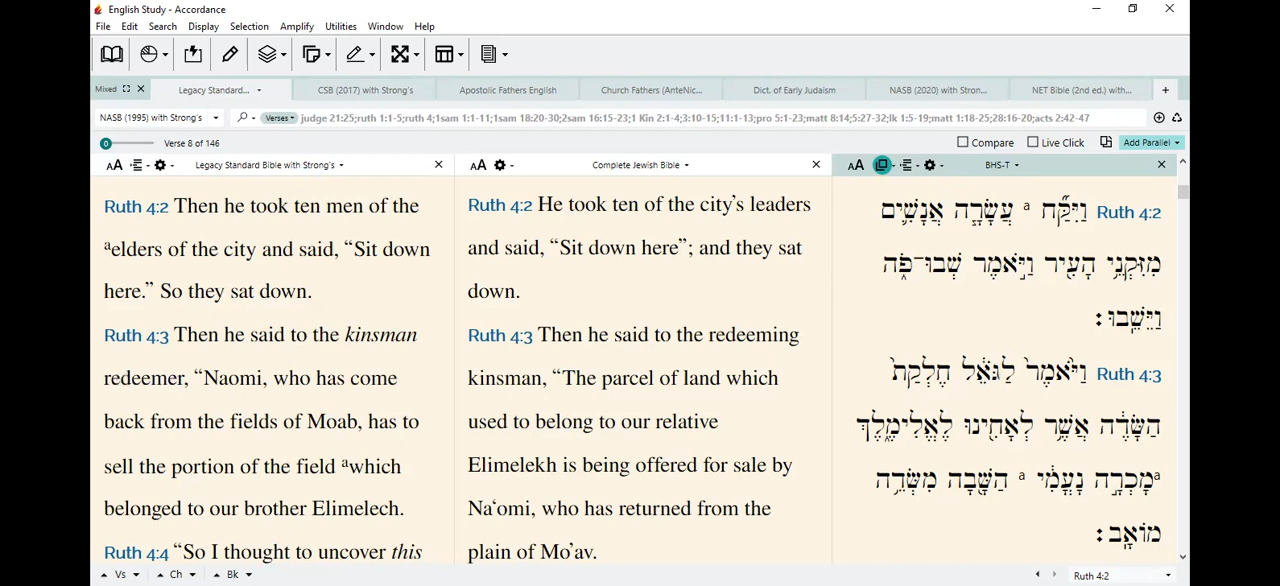 English Study - Accordance
File Edit Search Display Selection Amplify Utilities Window Help
Mixed Legacy Standard... CSB (2017) with Strong's Apostolic Fathers English Church Fathers (AnteNic... Dict. of Early Judaism NASB (2020) with Stron... NET Bible (2nd ed.) with... +
NASB (1995) with Strong's Verses judge 21:25;ruth 1:1-5;ruth 4;1sam 1:1-11;1sam 18:20-30;2sam 16:15-23;1 Kin 2:1-4;3:10-15;11:1-13;pro 5:1-23;matt 8:14;5:27-32;lk 1:5-19;matt 1:18-25;28:16-20;acts 2:42-47
0 Verse 8 of 146 Compare Live Click Add Parallel
AA Legacy Standard Bible with Strong's
Ruth 4:2 Then he took ten men of the
ᵃelders of the city and said, “Sit down
here.” So they sat down.
Ruth 4:3 Then he said to the kinsman
redeemer, “Naomi, who has come
back from the fields of Moab, has to
sell the portion of the field ᵃwhich
belonged to our brother Elimelech.
Ruth 4:4 “So I thought to uncover this
AA Complete Jewish Bible
Ruth 4:2 He took ten of the city’s leaders
and said, “Sit down here”; and they sat
down.
Ruth 4:3 Then he said to the redeeming
kinsman, “The parcel of land which
used to belong to our relative
Elimelekh is being offered for sale by
Na‘omi, who has returned from the
plain of Mo’av.
AA BHS-T
Ruth 4:2 וַיִּקַּ֞ח ᵃ עֲשָׂרָ֧ה אֲנָשִׁ֛ים
מִזִּקְנֵ֥י הָעִ֖יר וַיֹּ֣אמֶר שְׁבוּ־פֹ֑ה
וַיֵּשֵֽׁבוּ׃
Ruth 4:3 וַיֹּ֙אמֶר֙ לַגֹּאֵ֔ל חֶלְקַת֙
הַשָּׂדֶ֔ה אֲשֶׁ֥ר לְאָחִ֖ינוּ לֶאֱלִימֶ֑לֶךְ
ᵃמָכְרָ֣ה נָעֳמִ֔י ᵃ הַשָּׁ֖בָה מִשְּׂדֵ֥ה
מוֹאָֽב׃
Vs Ch Bk Ruth 4:2